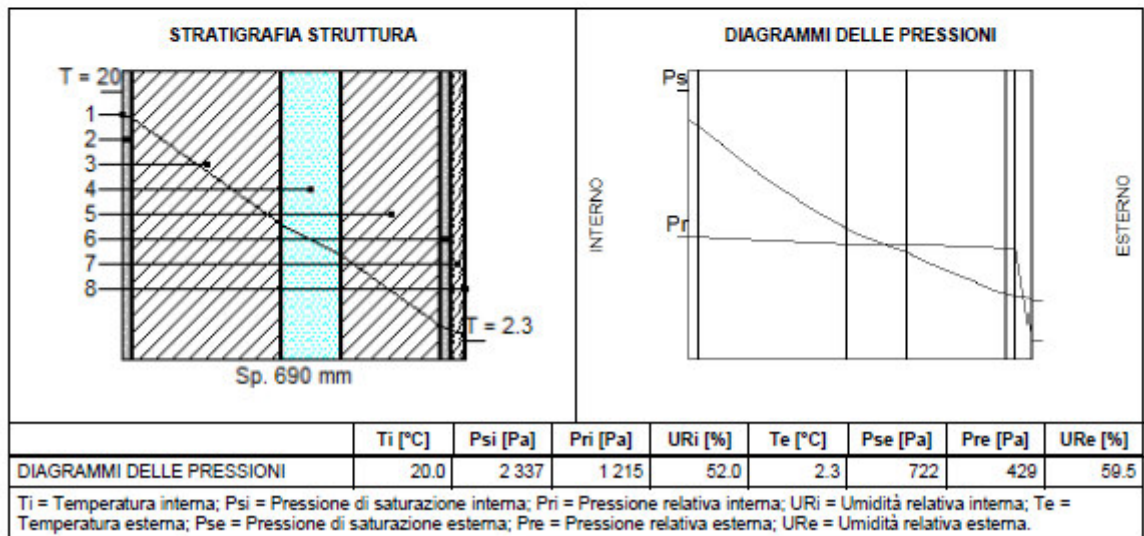 STRATIGRAFIA STRUTTURA
T = 20
1
2
3
4
5
6
7
8
T = 2.3
Sp. 690 mm
DIAGRAMMI DELLE PRESSIONI
Ps
Pr
INTERNO
ESTERNO
Ti [°C] Psi [Pa] Pri [Pa] URi [%] Te [°C] Pse [Pa] Pre [Pa] URe [%]
DIAGRAMMI DELLE PRESSIONI 20.0 2 337 1 215 52.0 2.3 722 429 59.5
Ti = Temperatura interna; Psi = Pressione di saturazione interna; Pri = Pressione relativa interna; URi = Umidità relativa interna; Te =
Temperatura esterna; Pse = Pressione di saturazione esterna; Pre = Pressione relativa esterna; URe = Umidità relativa esterna.